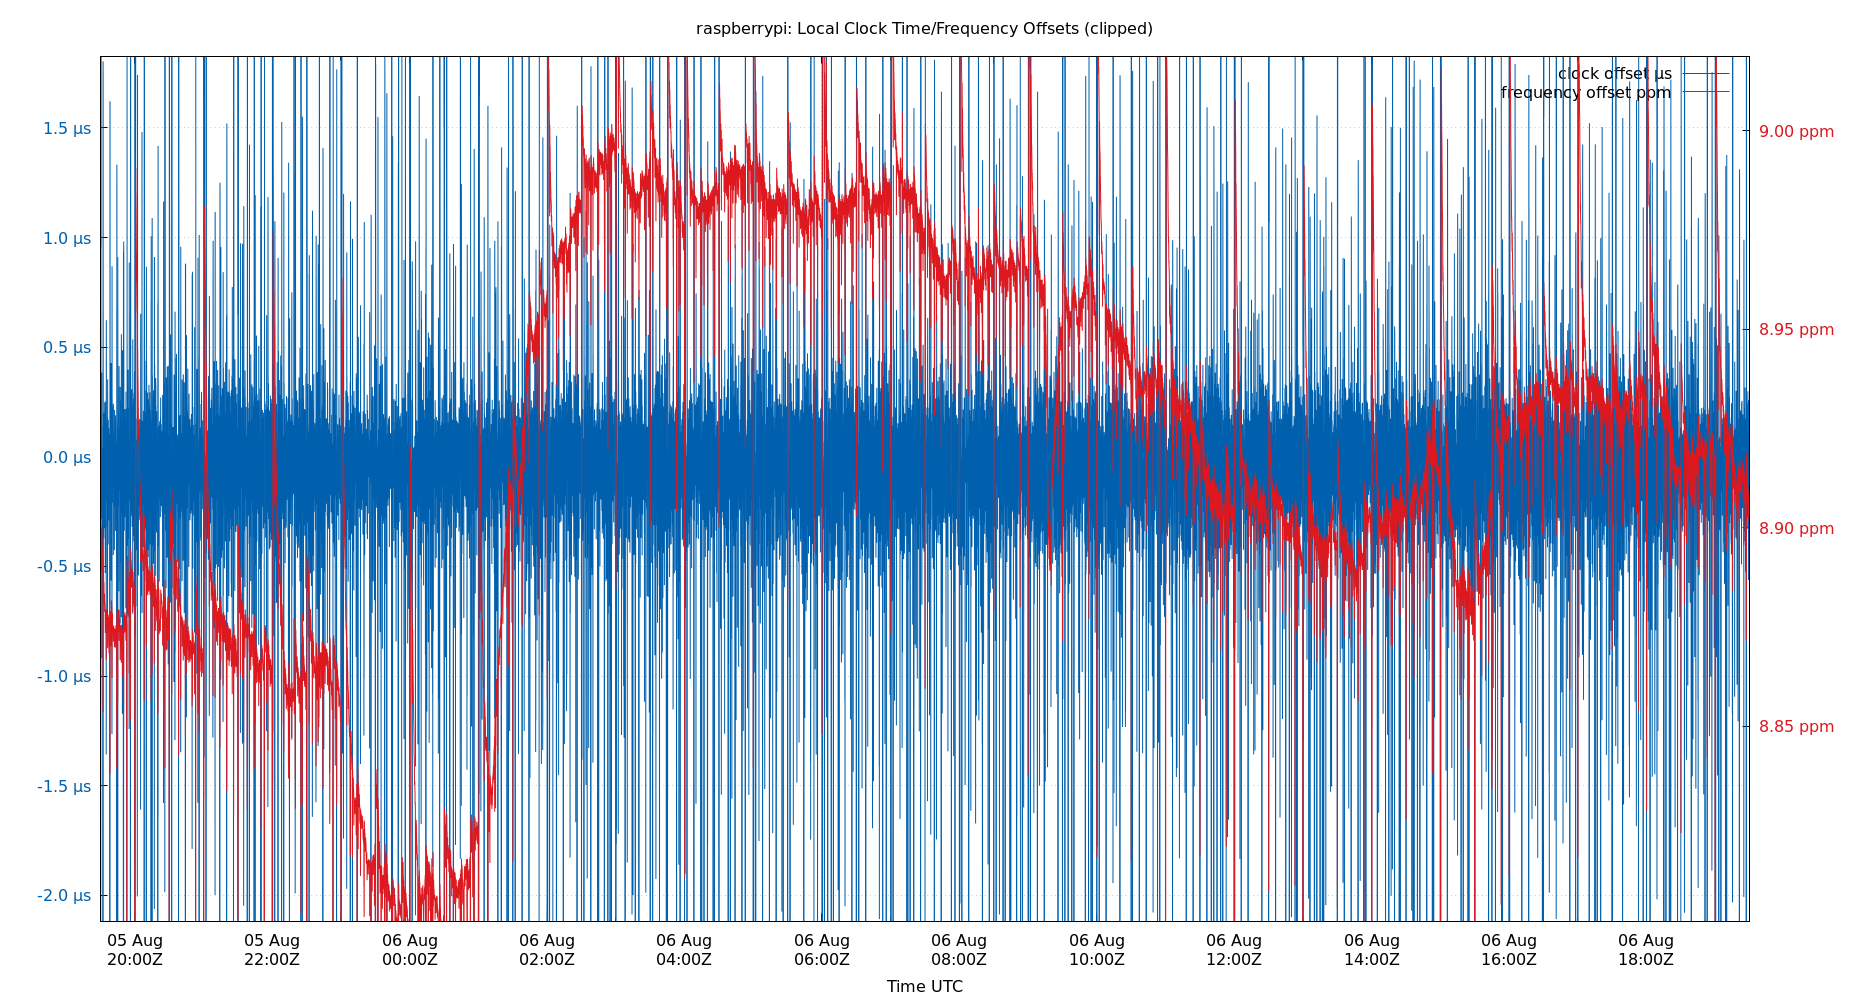 raspberrypi: Local Clock Time/Frequency Offsets (clipped)
clock offset µs
frequency offset ppm
1.5 µs
1.0 µs
0.5 µs
0.0 µs
-0.5 µs
-1.0 µs
-1.5 µs
-2.0 µs
9.00 ppm
8.95 ppm
8.90 ppm
8.85 ppm
05 Aug 05 Aug 06 Aug 06 Aug 06 Aug 06 Aug 06 Aug 06 Aug 06 Aug 06 Aug 06 Aug 06 Aug
20:00Z 22:00Z 00:00Z 02:00Z 04:00Z 06:00Z 08:00Z 10:00Z 12:00Z 14:00Z 16:00Z 18:00Z
Time UTC